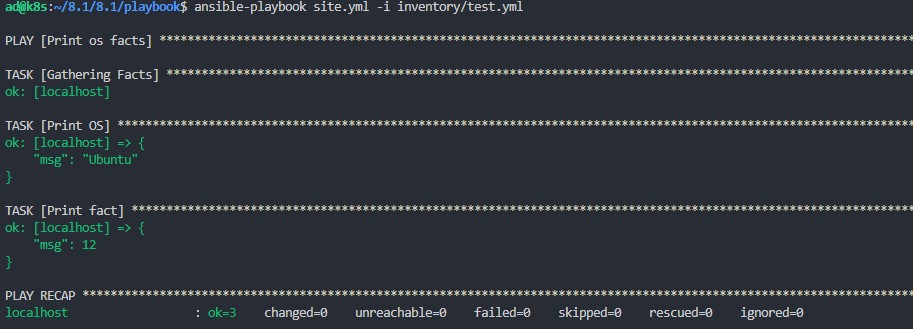 ad@k8s:~/8.1/8.1/playbook$ ansible-playbook site.yml -i inventory/test.yml
PLAY [Print os facts] ******************************************************************************************************************
TASK [Gathering Facts] *****************************************************************************************************************
ok: [localhost]
TASK [Print OS] ************************************************************************************************************************
ok: [localhost] => {
    "msg": "Ubuntu"
}
TASK [Print fact] **********************************************************************************************************************
ok: [localhost] => {
    "msg": 12
}
PLAY RECAP *****************************************************************************************************************************
localhost                  : ok=3    changed=0    unreachable=0    failed=0    skipped=0    rescued=0    ignored=0